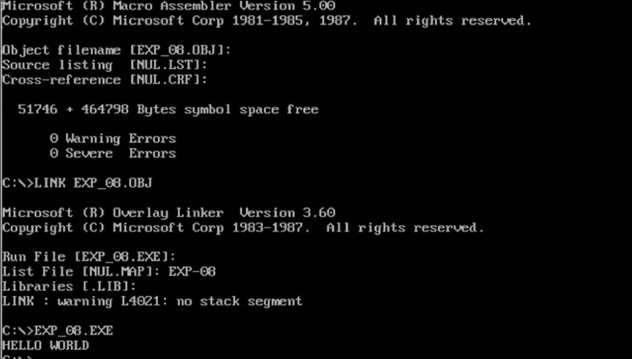 Microsoft (R) Macro Assembler Version 5.00
Copyright (C) Microsoft Corp 1981-1985, 1987.  All rights reserved.
Object filename [EXP_08.OBJ]:
Source listing  [NUL.LST]:
Cross-reference [NUL.CRF]:
51746 + 464798 Bytes symbol space free
0 Warning Errors
0 Severe  Errors
C:\>LINK EXP_08.OBJ
Microsoft (R) Overlay Linker  Version 3.60
Copyright (C) Microsoft Corp 1983-1987.  All rights reserved.
Run File [EXP_08.EXE]:
List File [NUL.MAP]: EXP-08
Libraries [.LIB]:
LINK : warning L4021: no stack segment
C:\>EXP_08.EXE
HELLO WORLD
C:\>